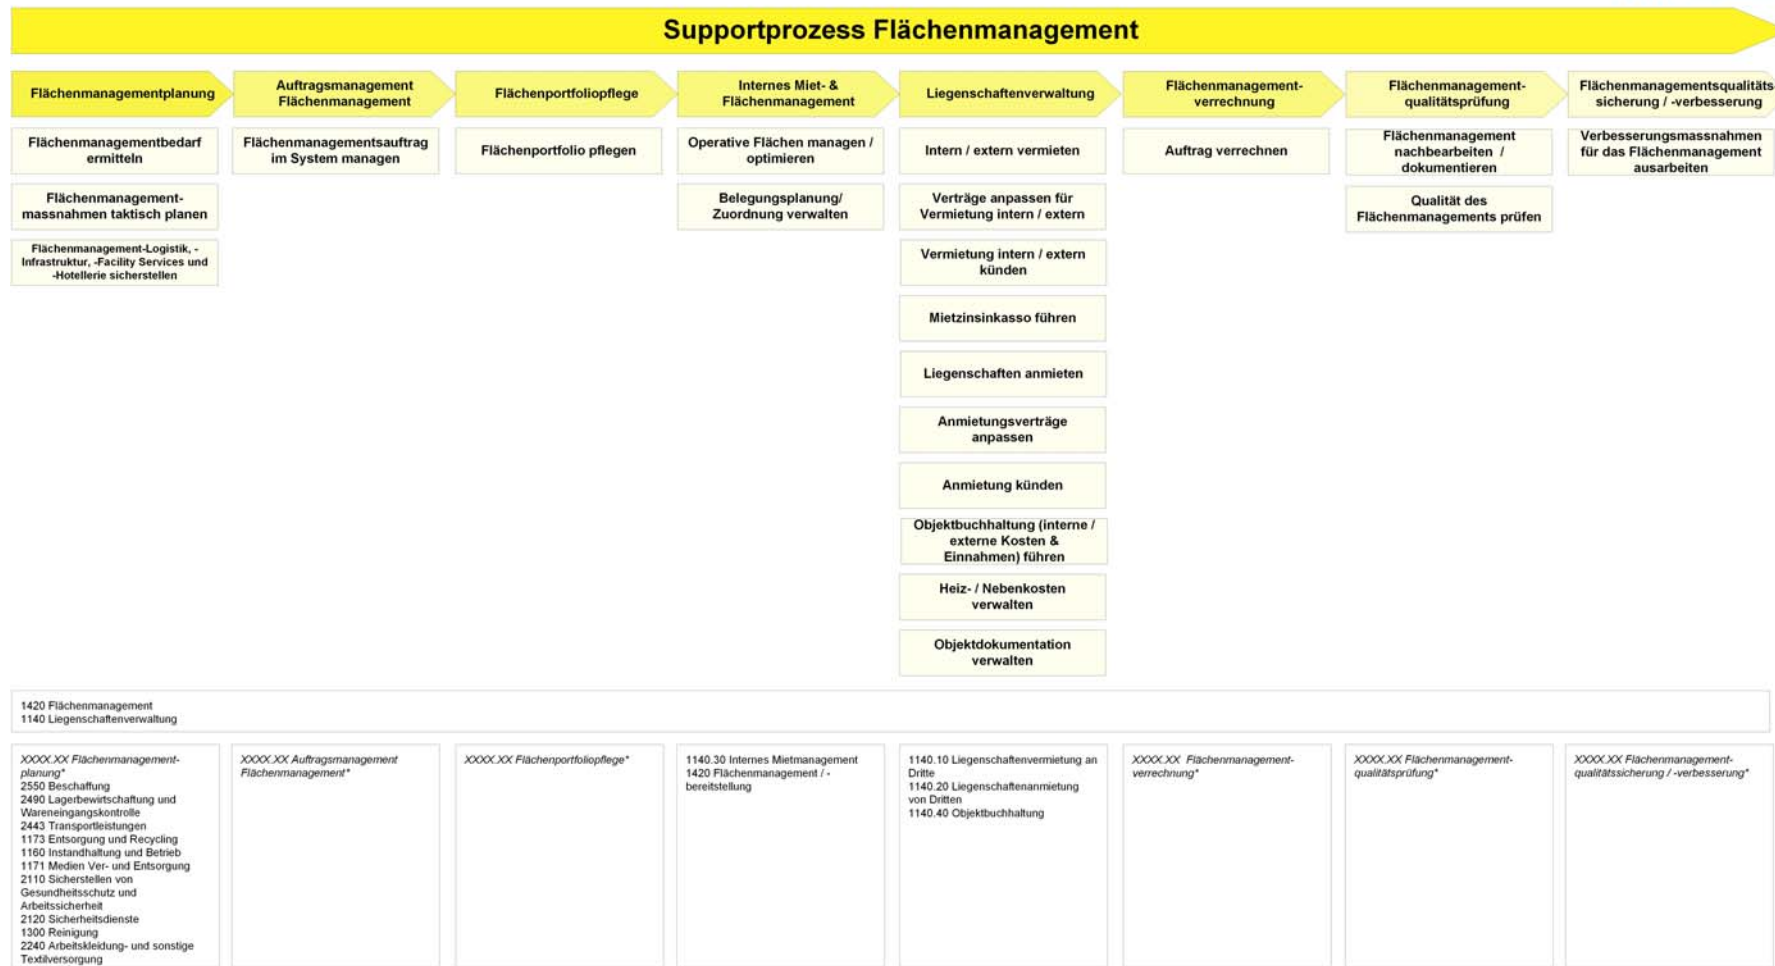 Supportprozess Flächenmanagement
Flächenmanagementplanung
Auftragsmanagement
Flächenmanagement
Flächenportfoliopflege
Internes Miet- &
Flächenmanagement
Liegenschaftenverwaltung
Flächenmanagement-
verrechnung
Flächenmanagement-
qualitätsprüfung
Flächenmanagementsqualitäts
sicherung / -verbesserung
Flächenmanagementbedarf
ermitteln
Flächenmanagement-
massnahmen taktisch planen
Flächenmanagement-Logistik, -
Infrastruktur, -Facility Services und
-Hotellerie sicherstellen
Flächenmanagementsauftrag
im System managen
Flächenportfolio pflegen
Operative Flächen managen /
optimieren
Belegungsplanung/
Zuordnung verwalten
Intern / extern vermieten
Verträge anpassen für
Vermietung intern / extern
Vermietung intern / extern
künden
Mietzinsinkasso führen
Liegenschaften anmieten
Anmietungsverträge
anpassen
Anmietung künden
Objektbuchhaltung (interne /
externe Kosten &
Einnahmen) führen
Heiz- / Nebenkosten
verwalten
Objektdokumentation
verwalten
Auftrag verrechnen
Flächenmanagement
nachbearbeiten /
dokumentieren
Qualität des
Flächenmanagements prüfen
Verbesserungsmassnahmen
für das Flächenmanagement
ausarbeiten
1420 Flächenmanagement
1140 Liegenschaftenverwaltung
XXXX.XX Flächenmanagement-
planung*
2550 Beschaffung
2490 Lagerbewirtschaftung und
Wareneingangskontrolle
2443 Transportleistungen
1173 Entsorgung und Recycling
1160 Instandhaltung und Betrieb
1171 Medien Ver- und Entsorgung
2110 Sicherstellen von
Gesundheitsschutz und
Arbeitssicherheit
2120 Sicherheitsdienste
1300 Reinigung
2240 Arbeitskleidung- und sonstige
Textilversorgung
XXXX.XX Auftragsmanagement
Flächenmanagement*
XXXX.XX Flächenportfoliopflege*
1140.30 Internes Mietmanagement
1420 Flächenmanagement / -
bereitstellung
1140.10 Liegenschaftenvermietung an
Dritte
1140.20 Liegenschaftenanmietung
von Dritten
1140.40 Objektbuchhaltung
XXXX.XX Flächenmanagement-
verrechnung*
XXXX.XX Flächenmanagement-
qualitätsprüfung*
XXXX.XX Flächenmanagement-
qualitätssicherung / -verbesserung*